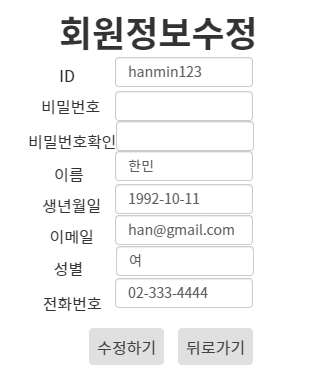 회원정보수정
ID hanmin123
비밀번호
비밀번호확인
이름 한민
생년월일 1992-10-11
이메일 han@gmail.com
성별 여
전화번호 02-333-4444
수정하기 뒤로가기